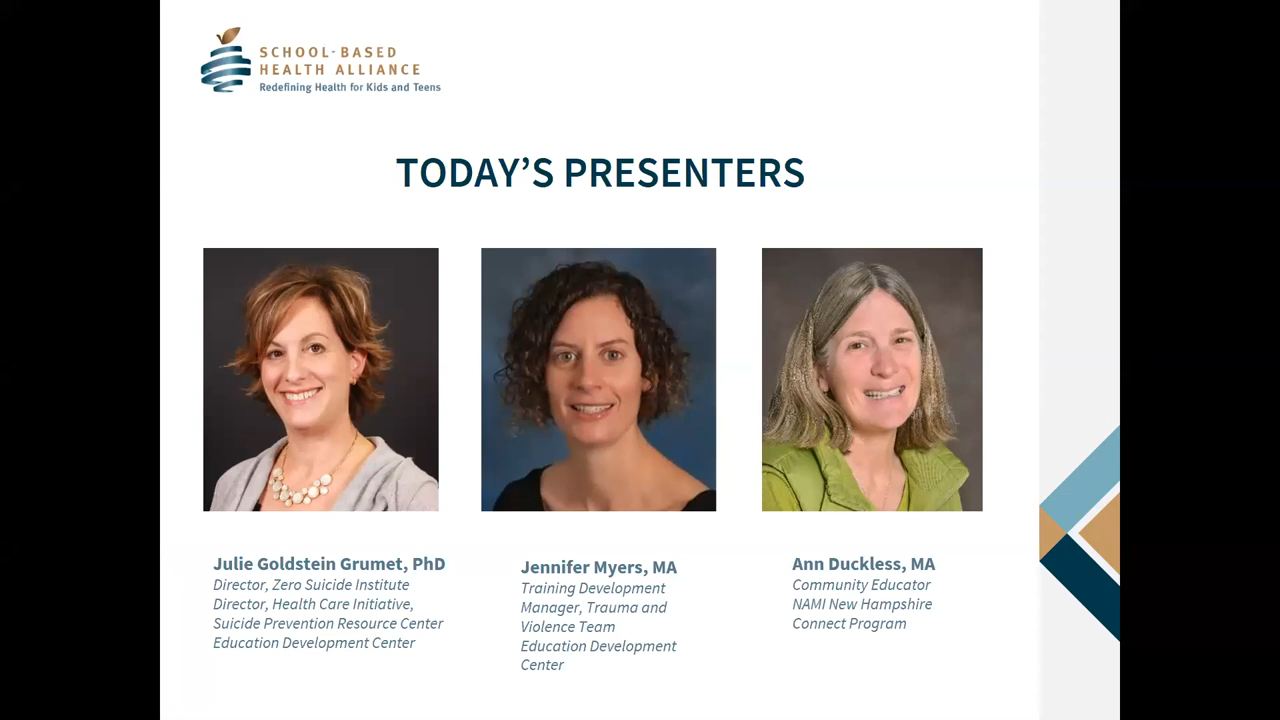 SCHOOL-BASED
HEALTH ALLIANCE
Redefining Health for Kids and Teens
TODAY’S PRESENTERS
Julie Goldstein Grumet, PhD
Director, Zero Suicide Institute
Director, Health Care Initiative,
Suicide Prevention Resource Center
Education Development Center
Jennifer Myers, MA
Training Development
Manager, Trauma and
Violence Team
Education Development
Center
Ann Duckless, MA
Community Educator
NAMI New Hampshire
Connect Program